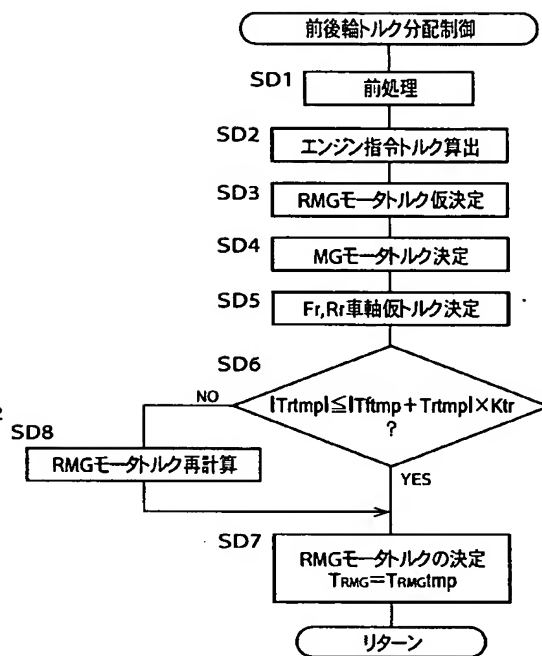 前後輪トルク分配制御
SD1
前処理
SD2
エンジン指令トルク算出
SD3
RMGモータトルク仮決定
SD4
MGモータトルク決定
SD5
Fr,Rr車軸仮トルク決定
SD6
|Trtmp|≦|Tftmp+Trtmp|×Ktr
?
NO
2
SD8
RMGモータトルク再計算
YES
SD7
RMGモータトルクの決定
TRMG=TRMGtmp
リターン